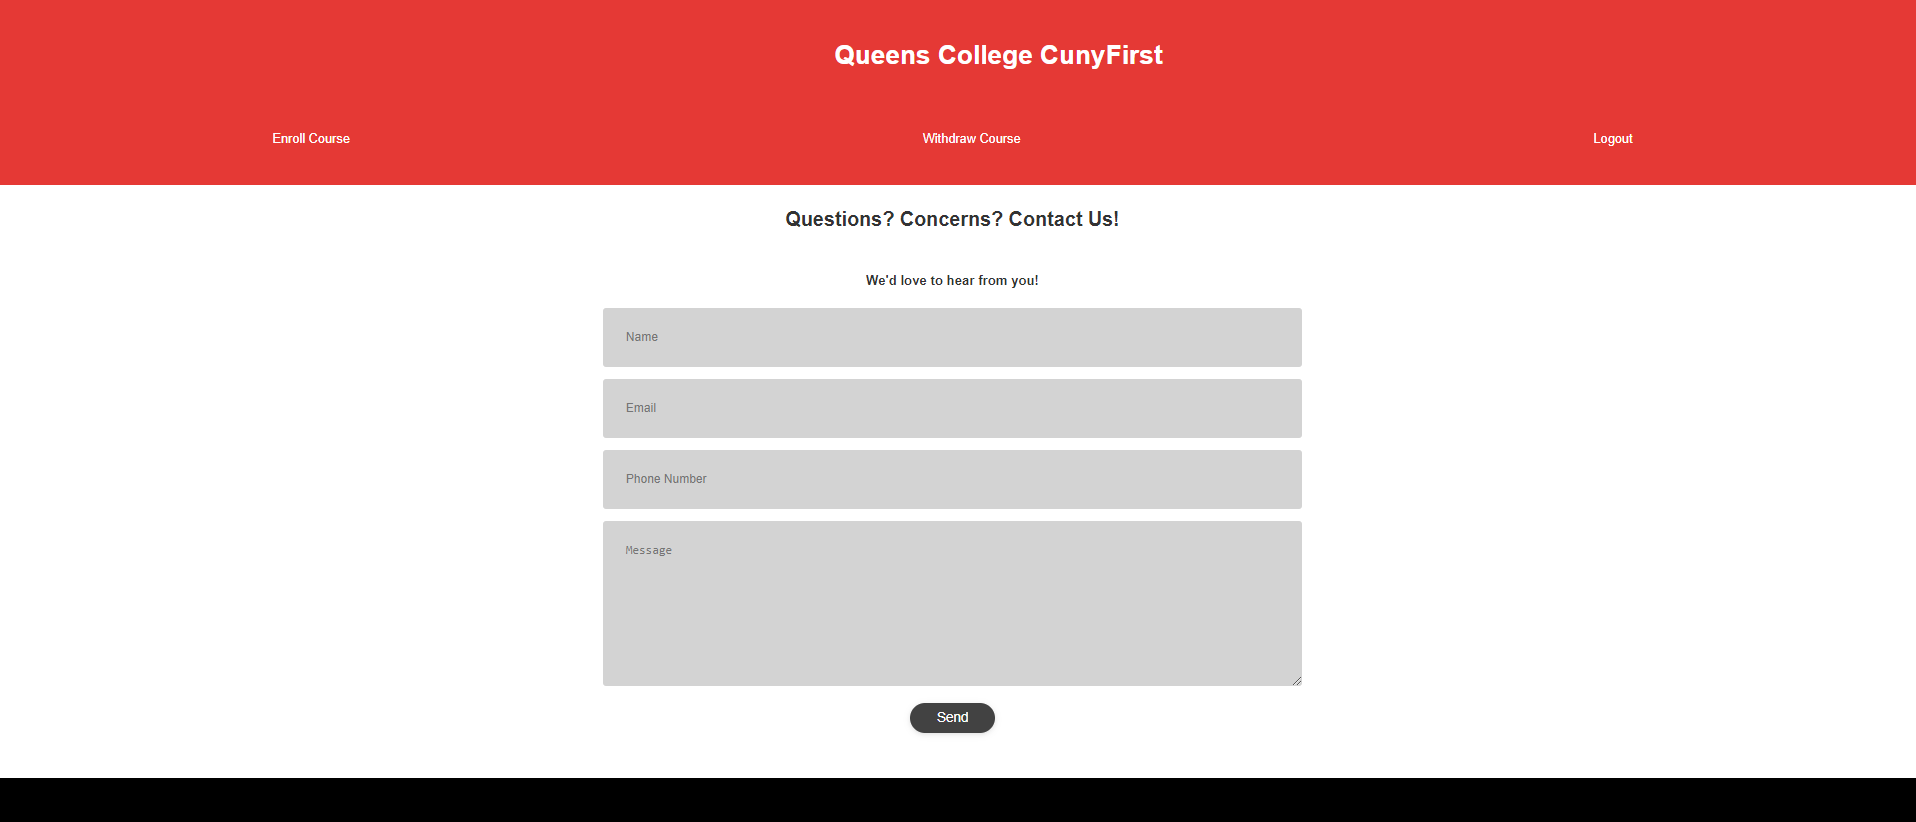 Queens College CunyFirst
Enroll Course Withdraw Course Logout
Questions? Concerns? Contact Us!
We'd love to hear from you!
Name
Email
Phone Number
Message
Send